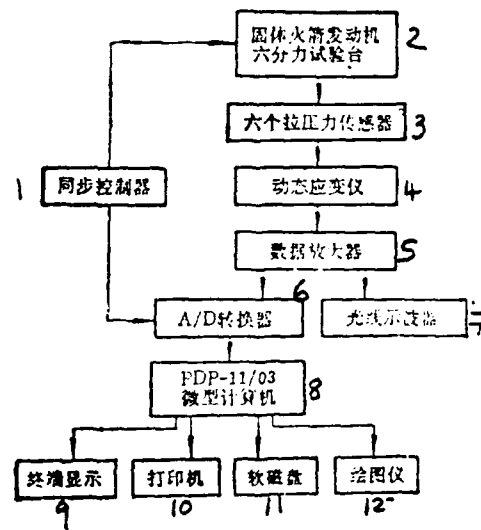 固体火箭发动机 2
六分力试验台
六个拉压力传感器 3
1 同步控制器
动态应变仪 4
数据放大器 5
6
A/D转换器
光线示波器 7
PDP-11/03
微型计算机 8
终端显示 打印机 软磁盘 绘图仪
9 10 11 12